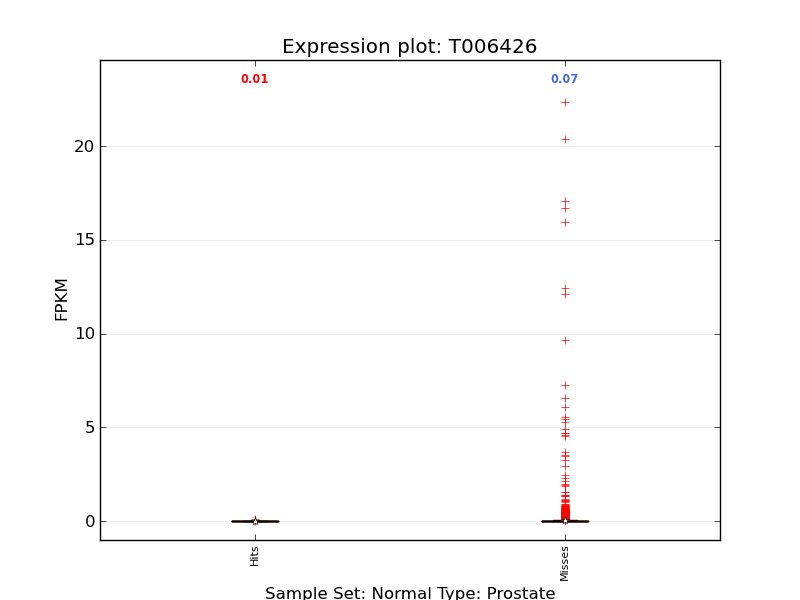 Expression plot: T006426
0.01
0.07
20
15
10
5
0
FPKM
Hits
Misses
Sample Set: Normal Type: Prostate